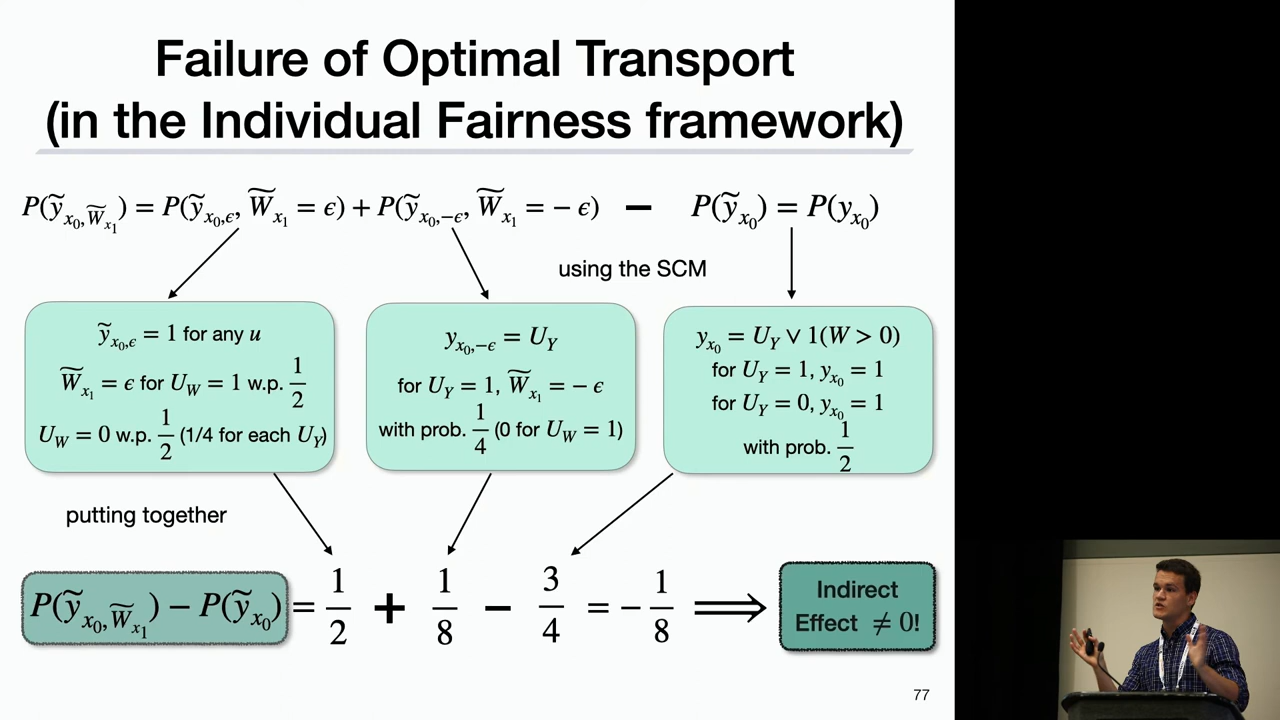 Failure of Optimal Transport
(in the Individual Fairness framework)
P(ỹ_{x₀,W̃_{x₁}}) = P(ỹ_{x₀,ϵ}, W̃_{x₁} = ϵ) + P(ỹ_{x₀,−ϵ}, W̃_{x₁} = − ϵ) − P(ỹ_{x₀}) = P(y_{x₀})
using the SCM
ỹ_{x₀,ϵ} = 1 for any u
W̃_{x₁} = ϵ for U_W = 1 w.p. 1/2
U_W = 0 w.p. 1/2 (1/4 for each U_Y)
y_{x₀,−ϵ} = U_Y
for U_Y = 1, W̃_{x₁} = − ϵ
with prob. 1/4 (0 for U_W = 1)
y_{x₀} = U_Y ∨ 1(W > 0)
for U_Y = 1, y_{x₀} = 1
for U_Y = 0, y_{x₀} = 1
with prob. 1/2
putting together
P(ỹ_{x₀,W̃_{x₁}}) − P(ỹ_{x₀}) = 1/2 + 1/8 − 3/4 = − 1/8 ⟹
Indirect
Effect ≠ 0!
77